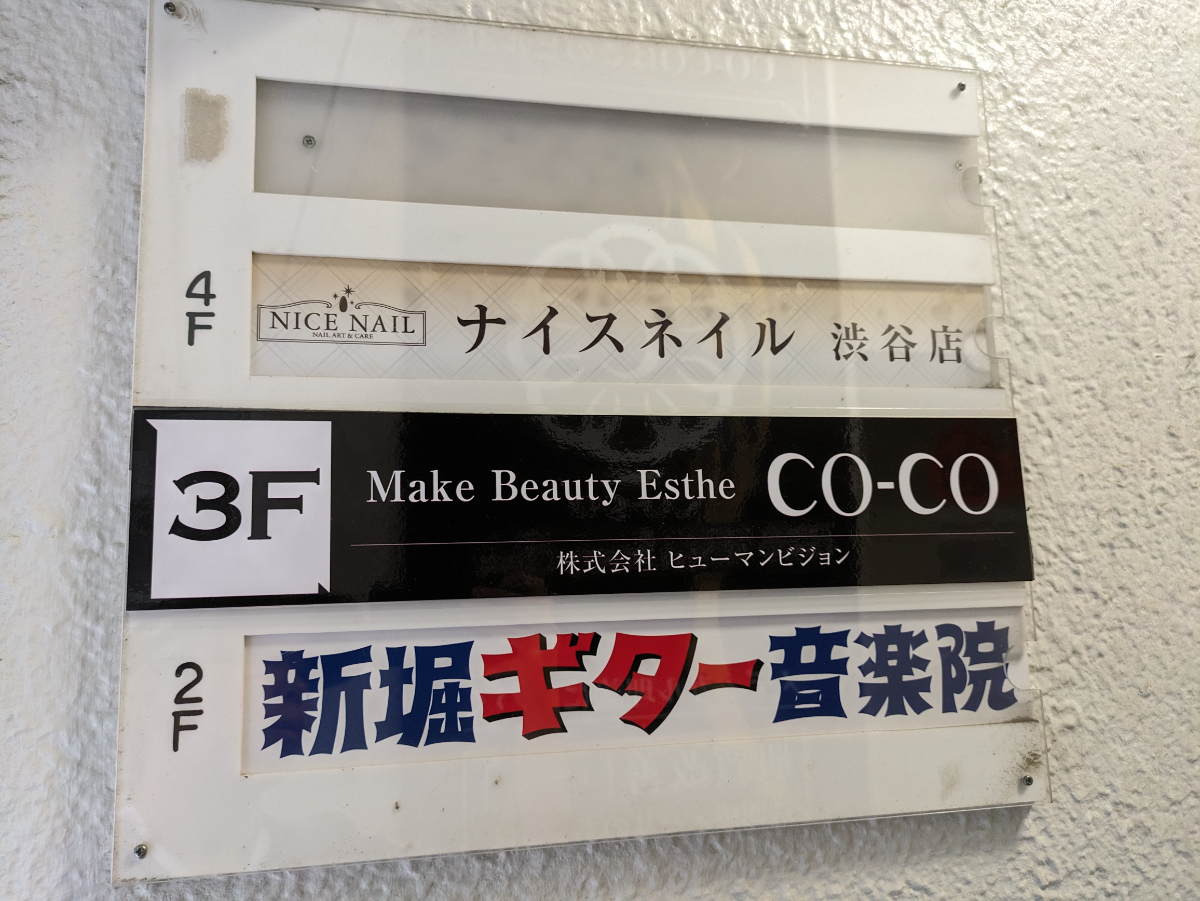 4F
NICE NAIL
NAIL ART & CARE
ナイスネイル 渋谷店
3F
Make Beauty Esthe CO-CO
株式会社 ヒューマンビジョン
2F
新堀ギター音楽院